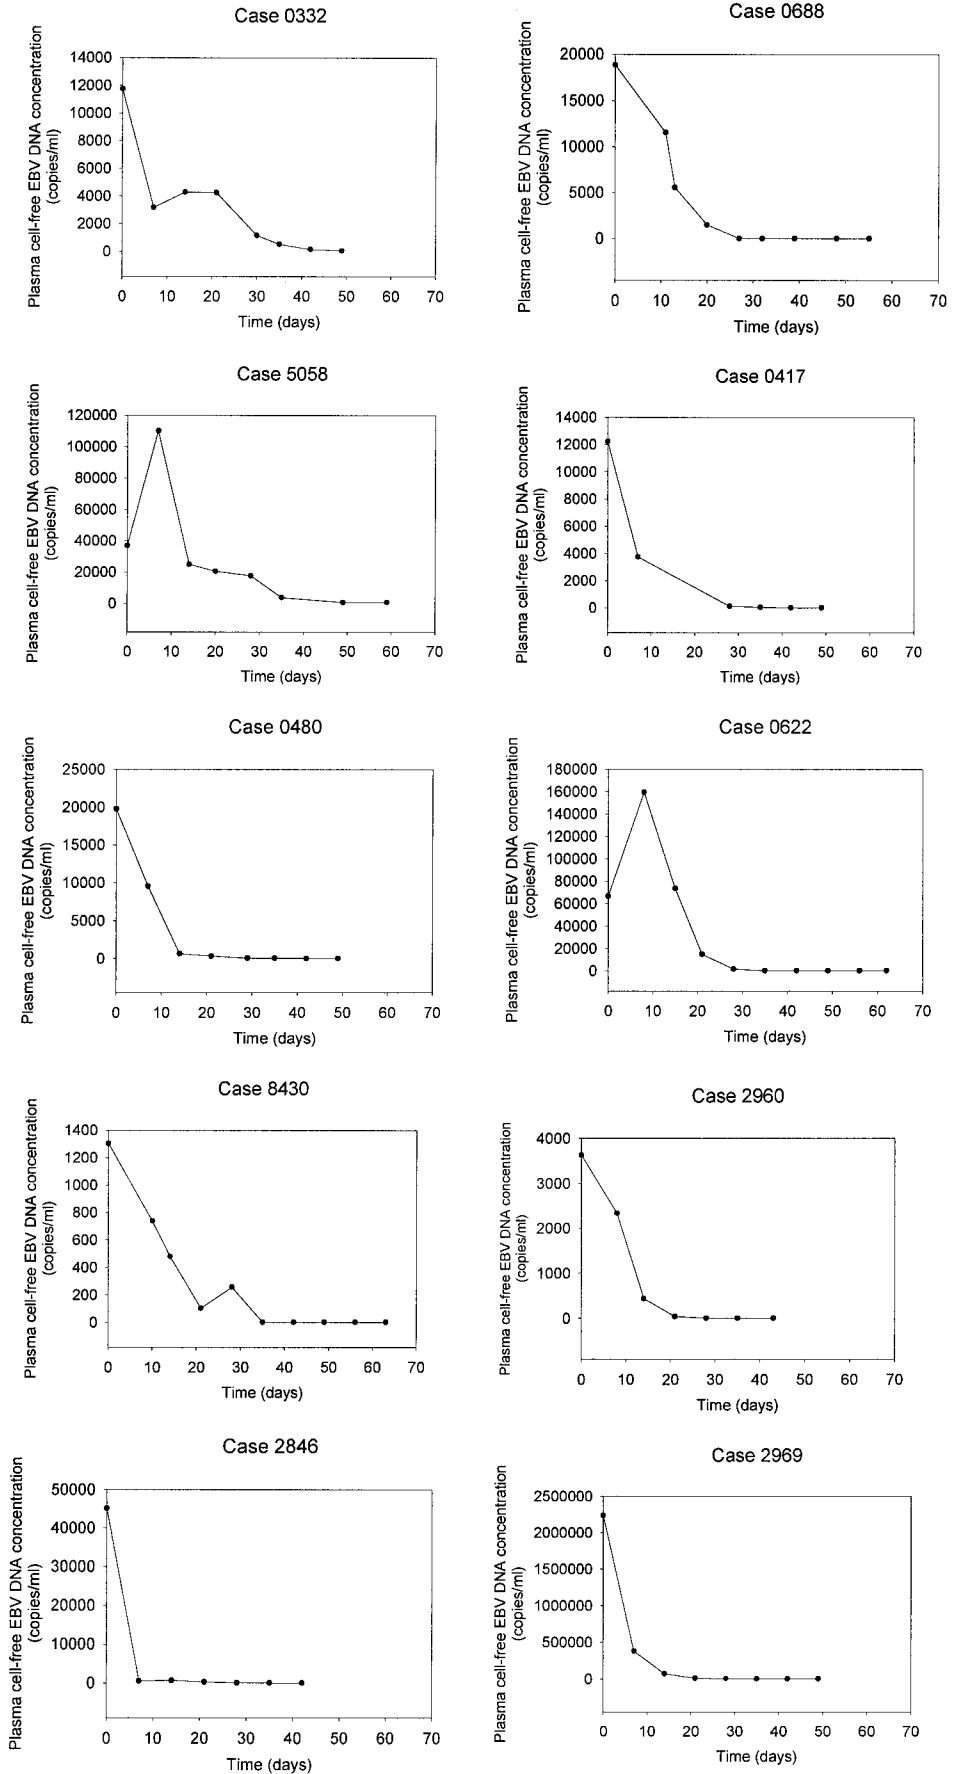 Case 0332
Plasma cell-free EBV DNA concentration
(copies/ml)
14000
12000
10000
8000
6000
4000
2000
0
0 10 20 30 40 50 60 70
Time (days)
Case 0688
Plasma cell-free EBV DNA concentration
(copies/ml)
20000
15000
10000
5000
0
0 10 20 30 40 50 60 70
Time (days)
Case 5058
Plasma cell-free EBV DNA concentration
(copies/ml)
120000
100000
80000
60000
40000
20000
0
0 10 20 30 40 50 60 70
Time (days)
Case 0417
Plasma cell-free EBV DNA concentration
(copies/ml)
14000
12000
10000
8000
6000
4000
2000
0
0 10 20 30 40 50 60 70
Time (days)
Case 0480
Plasma cell-free EBV DNA concentration
(copies/ml)
25000
20000
15000
10000
5000
0
0 10 20 30 40 50 60 70
Time (days)
Case 0622
Plasma cell-free EBV DNA concentration
(copies/ml)
180000
160000
140000
120000
100000
80000
60000
40000
20000
0
0 10 20 30 40 50 60 70
Time (days)
Case 8430
Plasma cell-free EBV DNA concentration
(copies/ml)
1400
1200
1000
800
600
400
200
0
0 10 20 30 40 50 60 70
Time (days)
Case 2960
Plasma cell-free EBV DNA concentration
(copies/ml)
4000
3000
2000
1000
0
0 10 20 30 40 50 60 70
Time (days)
Case 2846
Plasma cell-free EBV DNA concentration
(copies/ml)
50000
40000
30000
20000
10000
0
0 10 20 30 40 50 60 70
Time (days)
Case 2969
Plasma cell-free EBV DNA concentration
(copies/ml)
2500000
2000000
1500000
1000000
500000
0
0 10 20 30 40 50 60 70
Time (days)